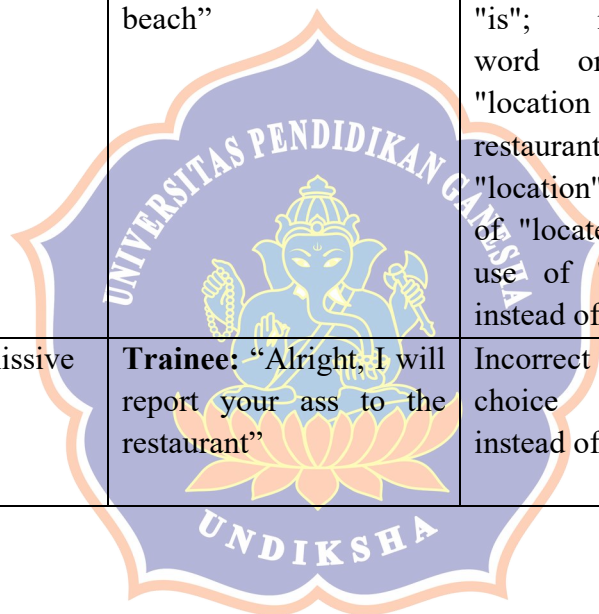 beach”
"is";
word
"location
restaurant
"location"
of "locate
use of
instead of
issive
Trainee: “Alright, I will
report your ass to the
restaurant”
Incorrect
choice
instead of
UNIVERSITAS PENDIDIKAN GANESHA
UNDIKSHA